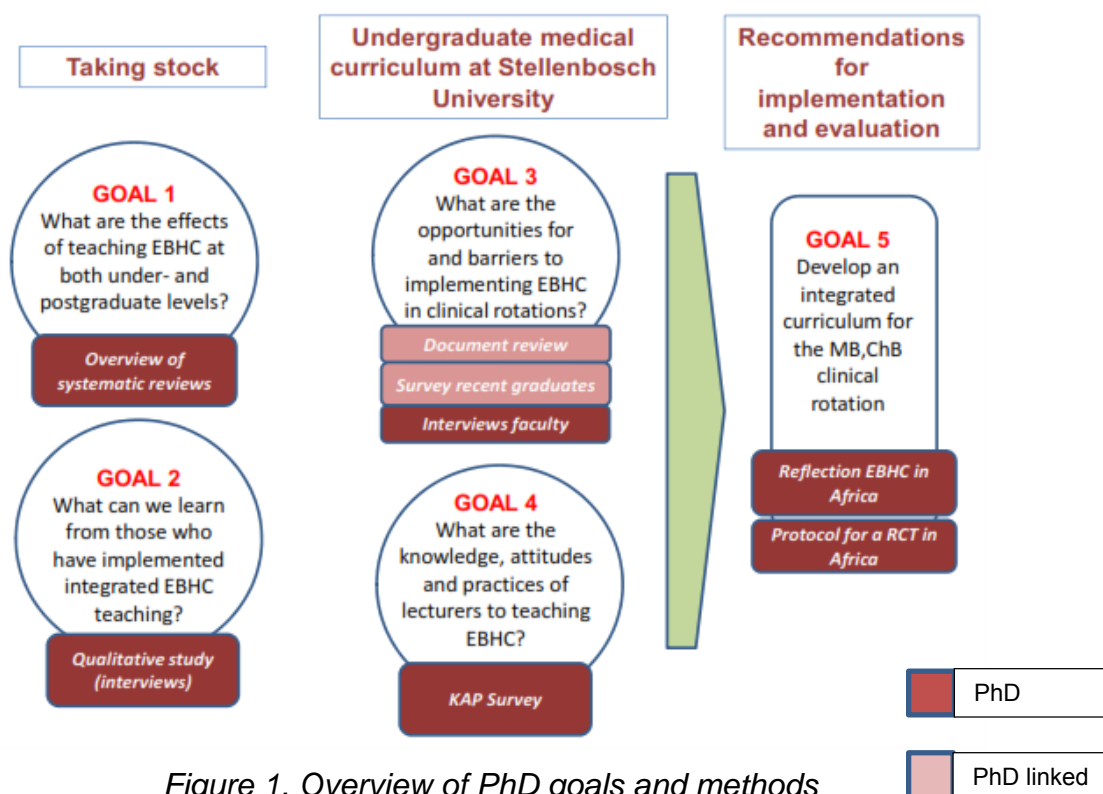 Taking stock
GOAL 1
What are the effects
of teaching EBHC at
both under- and
postgraduate levels?
Overview of
systematic reviews
GOAL 2
What can we learn
from those who
have implemented
integrated EBHC
teaching?
Qualitative study
(interviews)
Undergraduate medical
curriculum at Stellenbosch
University
GOAL 3
What are the
opportunities for
and barriers to
implementing EBHC
in clinical rotations?
Document review
Survey recent graduates
Interviews faculty
GOAL 4
What are the
knowledge, attitudes
and practices of
lecturers to teaching
EBHC?
KAP Survey
Recommendations
for
implementation
and evaluation
GOAL 5
Develop an
integrated
curriculum for
the MB,ChB
clinical
rotation
Reflection EBHC in
Africa
Protocol for a RCT in
Africa
PhD
PhD linked
Figure 1. Overview of PhD goals and methods